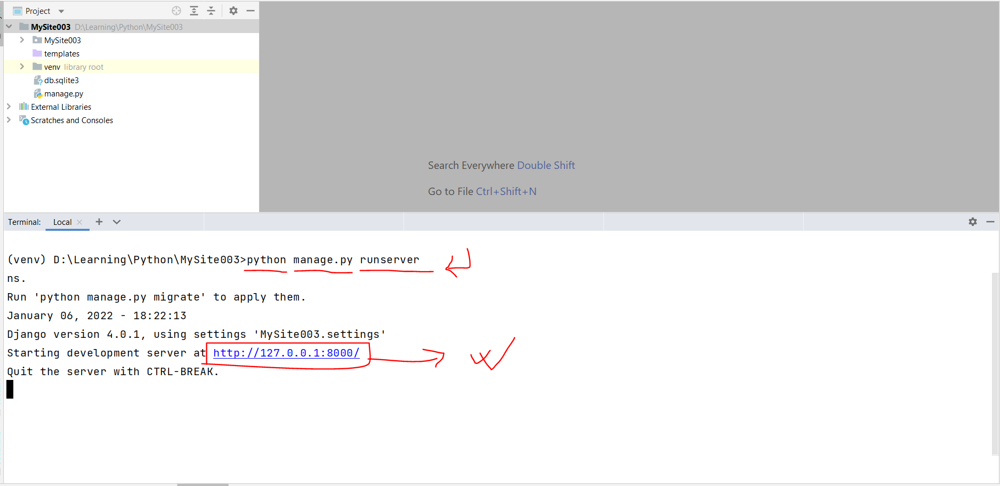 Project
MySite003 D:\Learning\Python\MySite003
MySite003
templates
venv library root
db.sqlite3
manage.py
External Libraries
Scratches and Consoles
Search Everywhere Double Shift
Go to File Ctrl+Shift+N
Terminal: Local
(venv) D:\Learning\Python\MySite003>python manage.py runserver
ns.
Run 'python manage.py migrate' to apply them.
January 06, 2022 - 18:22:13
Django version 4.0.1, using settings 'MySite003.settings'
Starting development server at http://127.0.0.1:8000/
Quit the server with CTRL-BREAK.